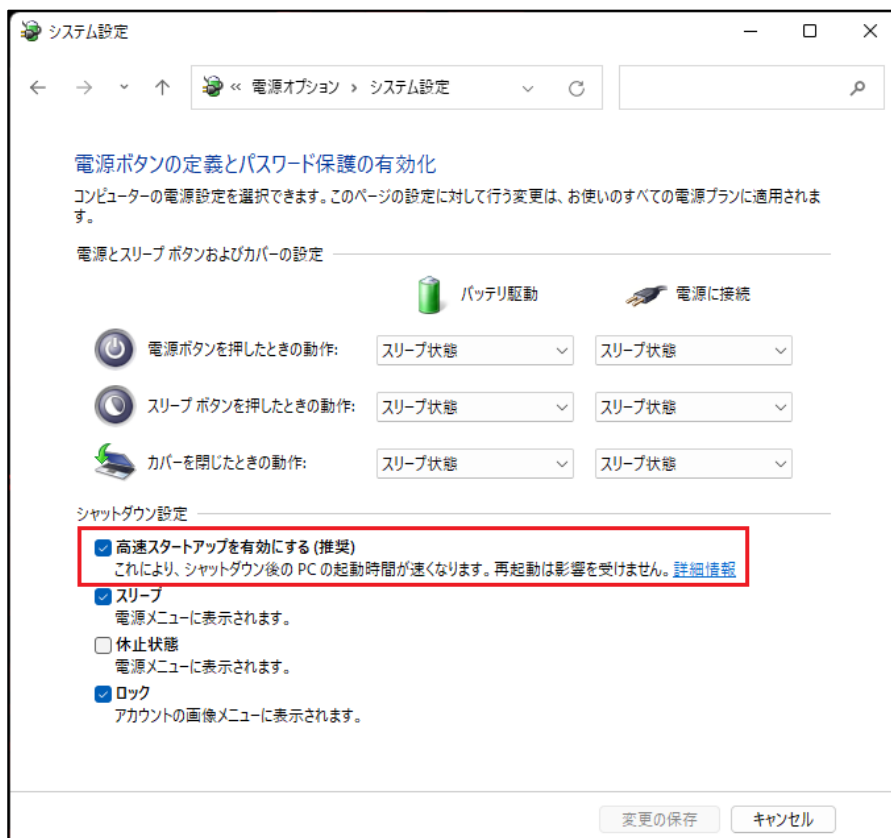 システム設定
« 電源オプション › システム設定
電源ボタンの定義とパスワード保護の有効化
コンピューターの電源設定を選択できます。このページの設定に対して行う変更は、お使いのすべての電源プランに適用されま
す。
電源とスリープ ボタンおよびカバーの設定
バッテリ駆動 電源に接続
電源ボタンを押したときの動作: スリープ状態 スリープ状態
スリープ ボタンを押したときの動作: スリープ状態 スリープ状態
カバーを閉じたときの動作: スリープ状態 スリープ状態
シャットダウン設定
高速スタートアップを有効にする (推奨)
これにより、シャットダウン後の PC の起動時間が速くなります。再起動は影響を受けません。詳細情報
スリープ
電源メニューに表示されます。
休止状態
電源メニューに表示されます。
ロック
アカウントの画像メニューに表示されます。
変更の保存 キャンセル